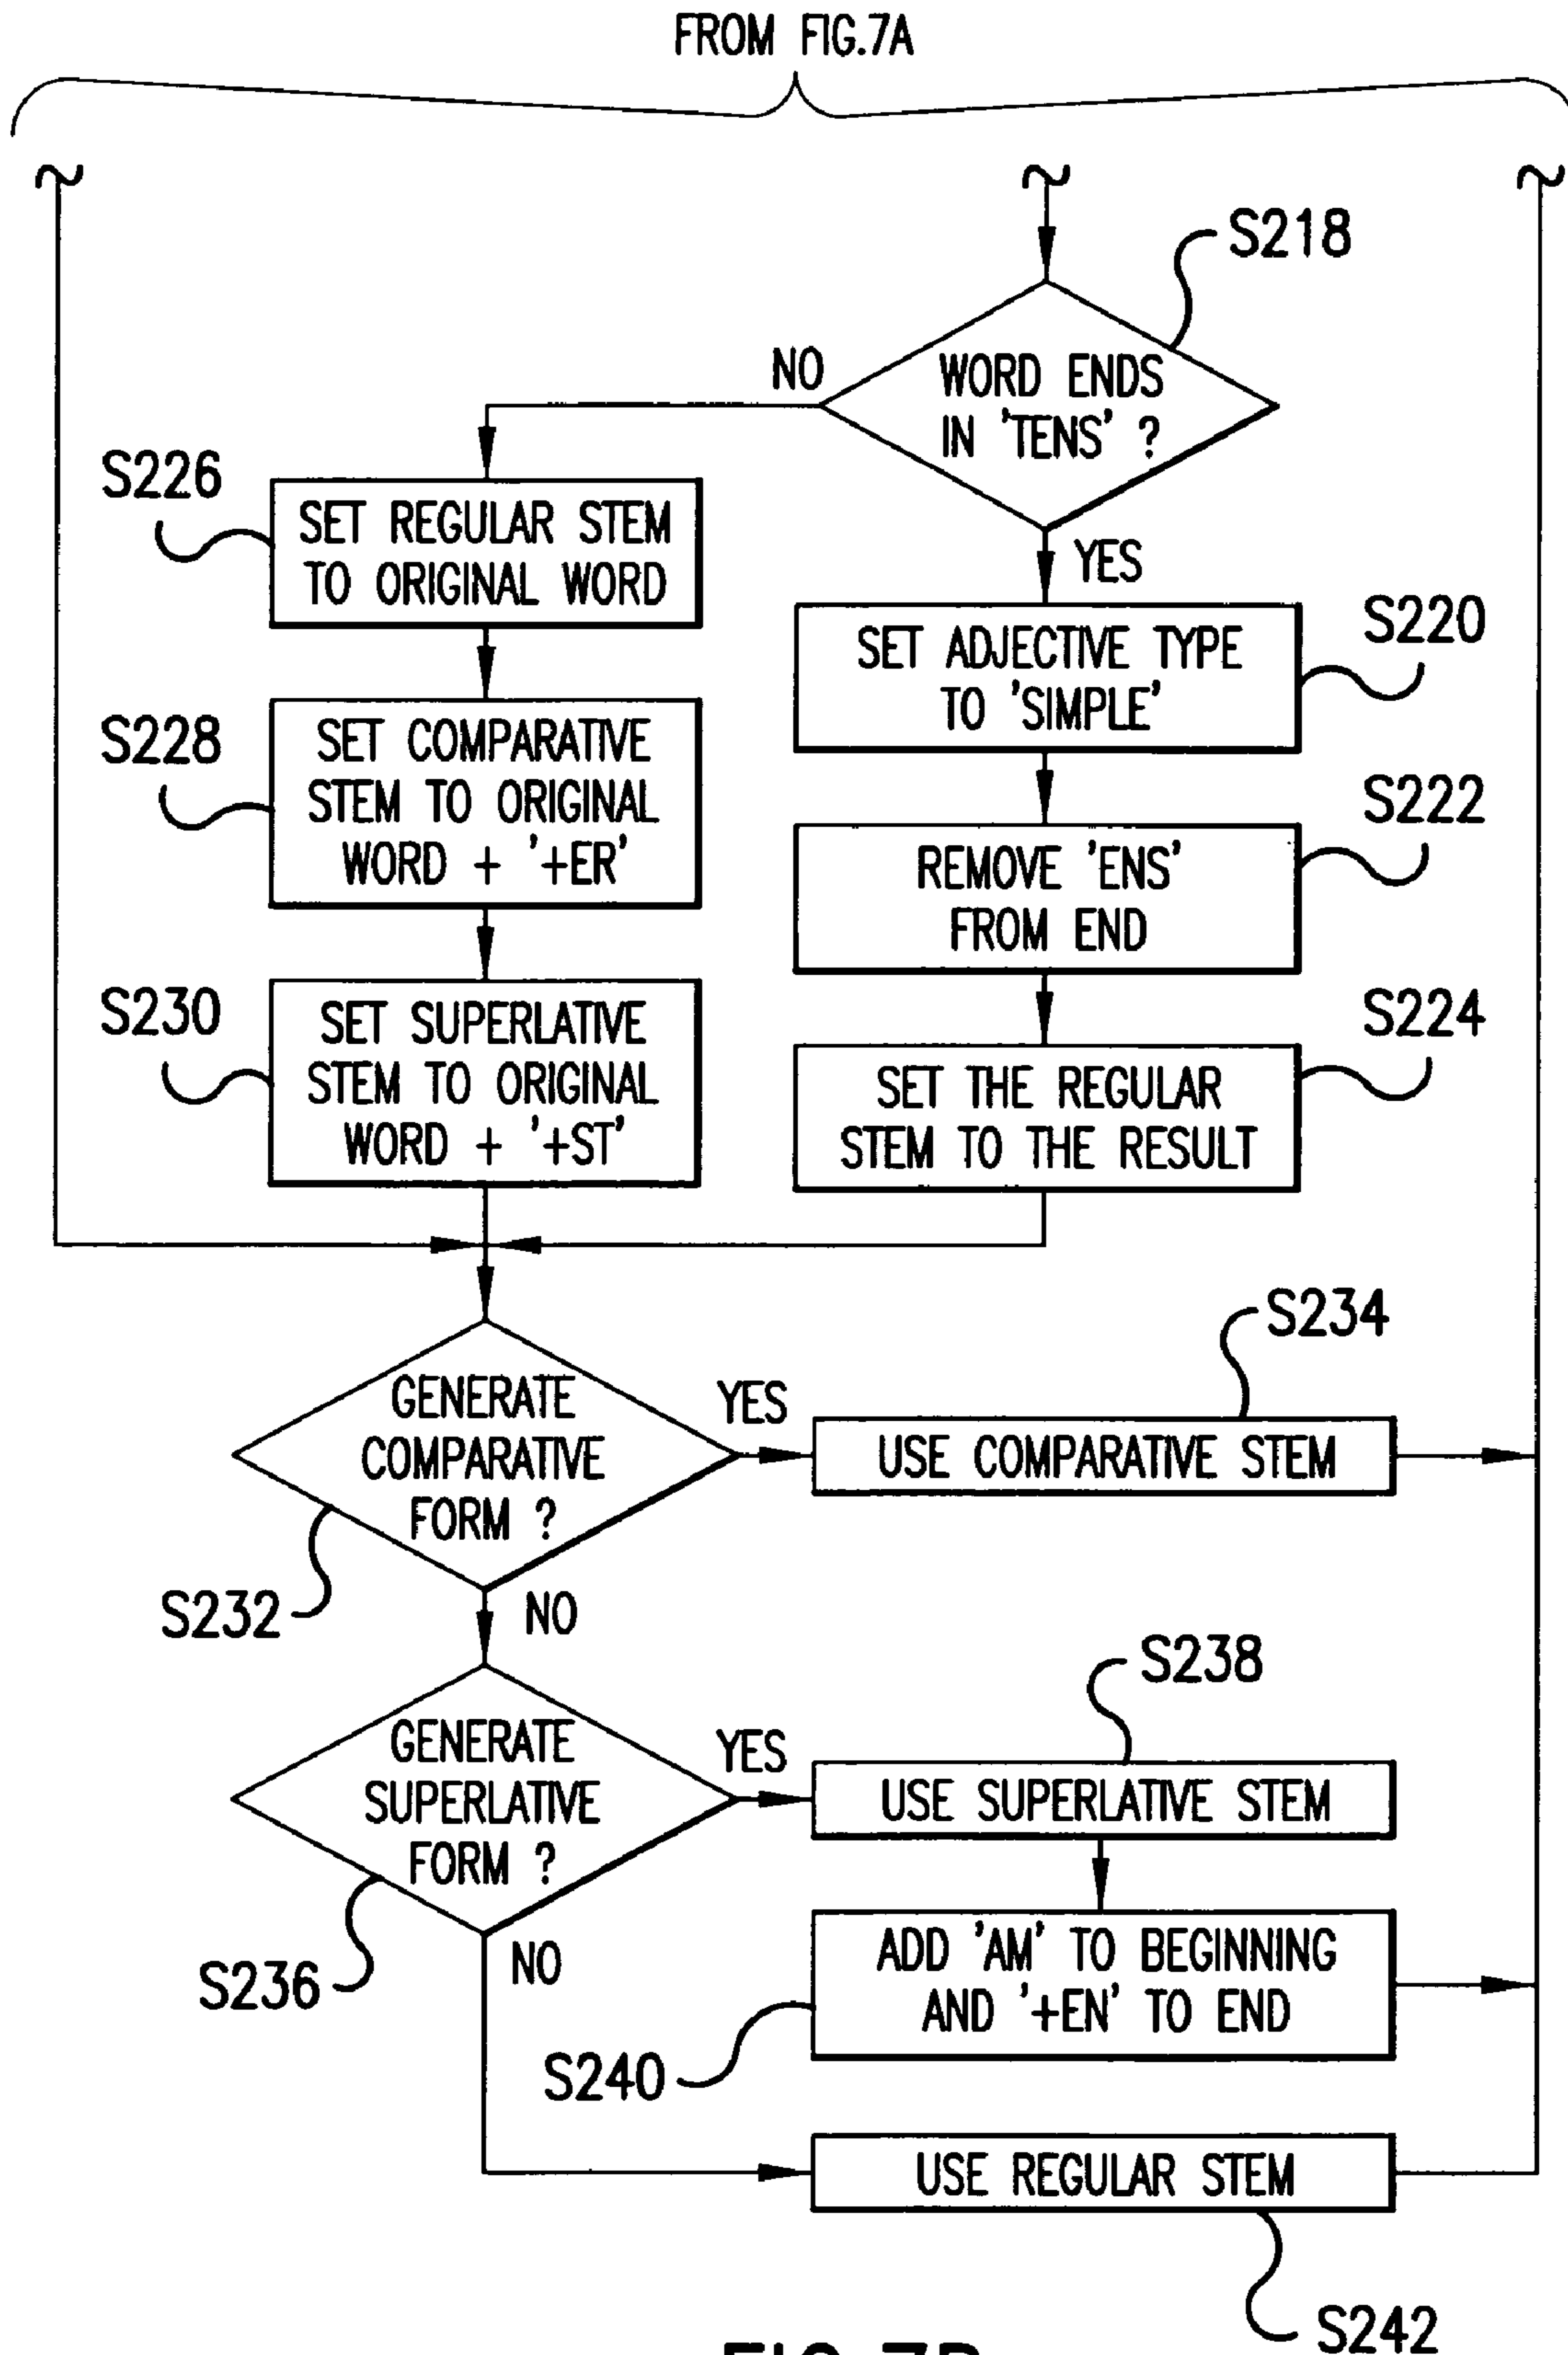 FROM FIG.7A
S218
NO
WORD ENDS
IN 'TENS' ?
S226
SET REGULAR STEM
TO ORIGINAL WORD
YES
SET ADJECTIVE TYPE
TO 'SIMPLE'
S220
S228
SET COMPARATIVE
STEM TO ORIGINAL
WORD + '+ER'
REMOVE 'ENS'
FROM END
S222
S230
SET SUPERLATIVE
STEM TO ORIGINAL
WORD + '+ST'
SET THE REGULAR
STEM TO THE RESULT
S224
GENERATE
COMPARATIVE
FORM ?
S232
YES
USE COMPARATIVE STEM
S234
NO
GENERATE
SUPERLATIVE
FORM ?
S236
YES
USE SUPERLATIVE STEM
S238
NO
ADD 'AM' TO BEGINNING
AND '+EN' TO END
S240
USE REGULAR STEM
S242